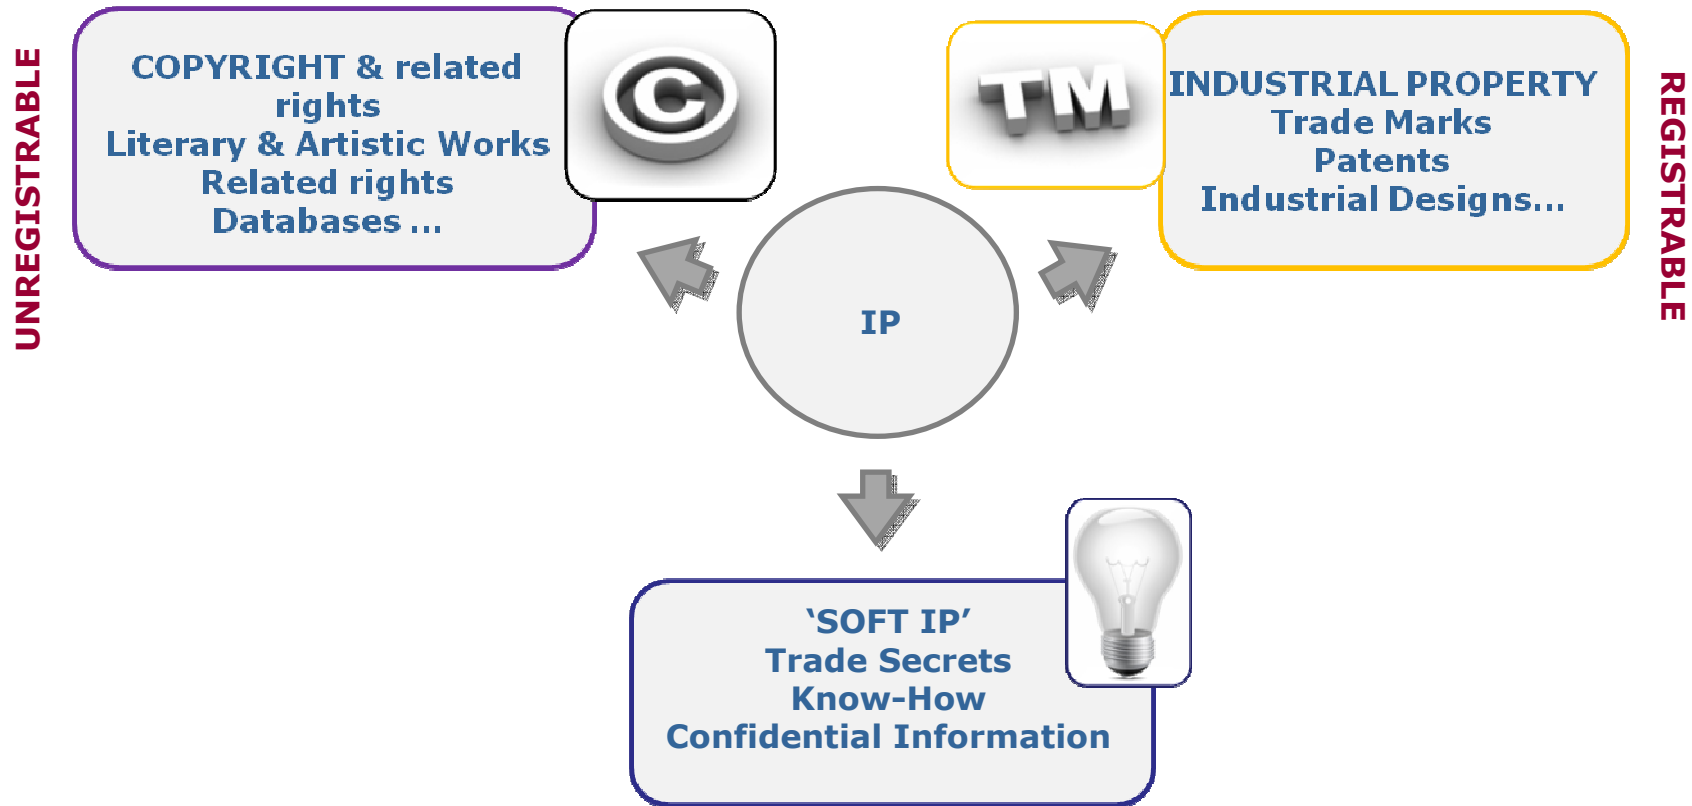 UNREGISTRABLE
COPYRIGHT & related
rights
Literary & Artistic Works
Related rights
Databases ...
C
TM
INDUSTRIAL PROPERTY
Trade Marks
Patents
Industrial Designs...
REGISTRABLE
IP
‘SOFT IP’
Trade Secrets
Know-How
Confidential Information